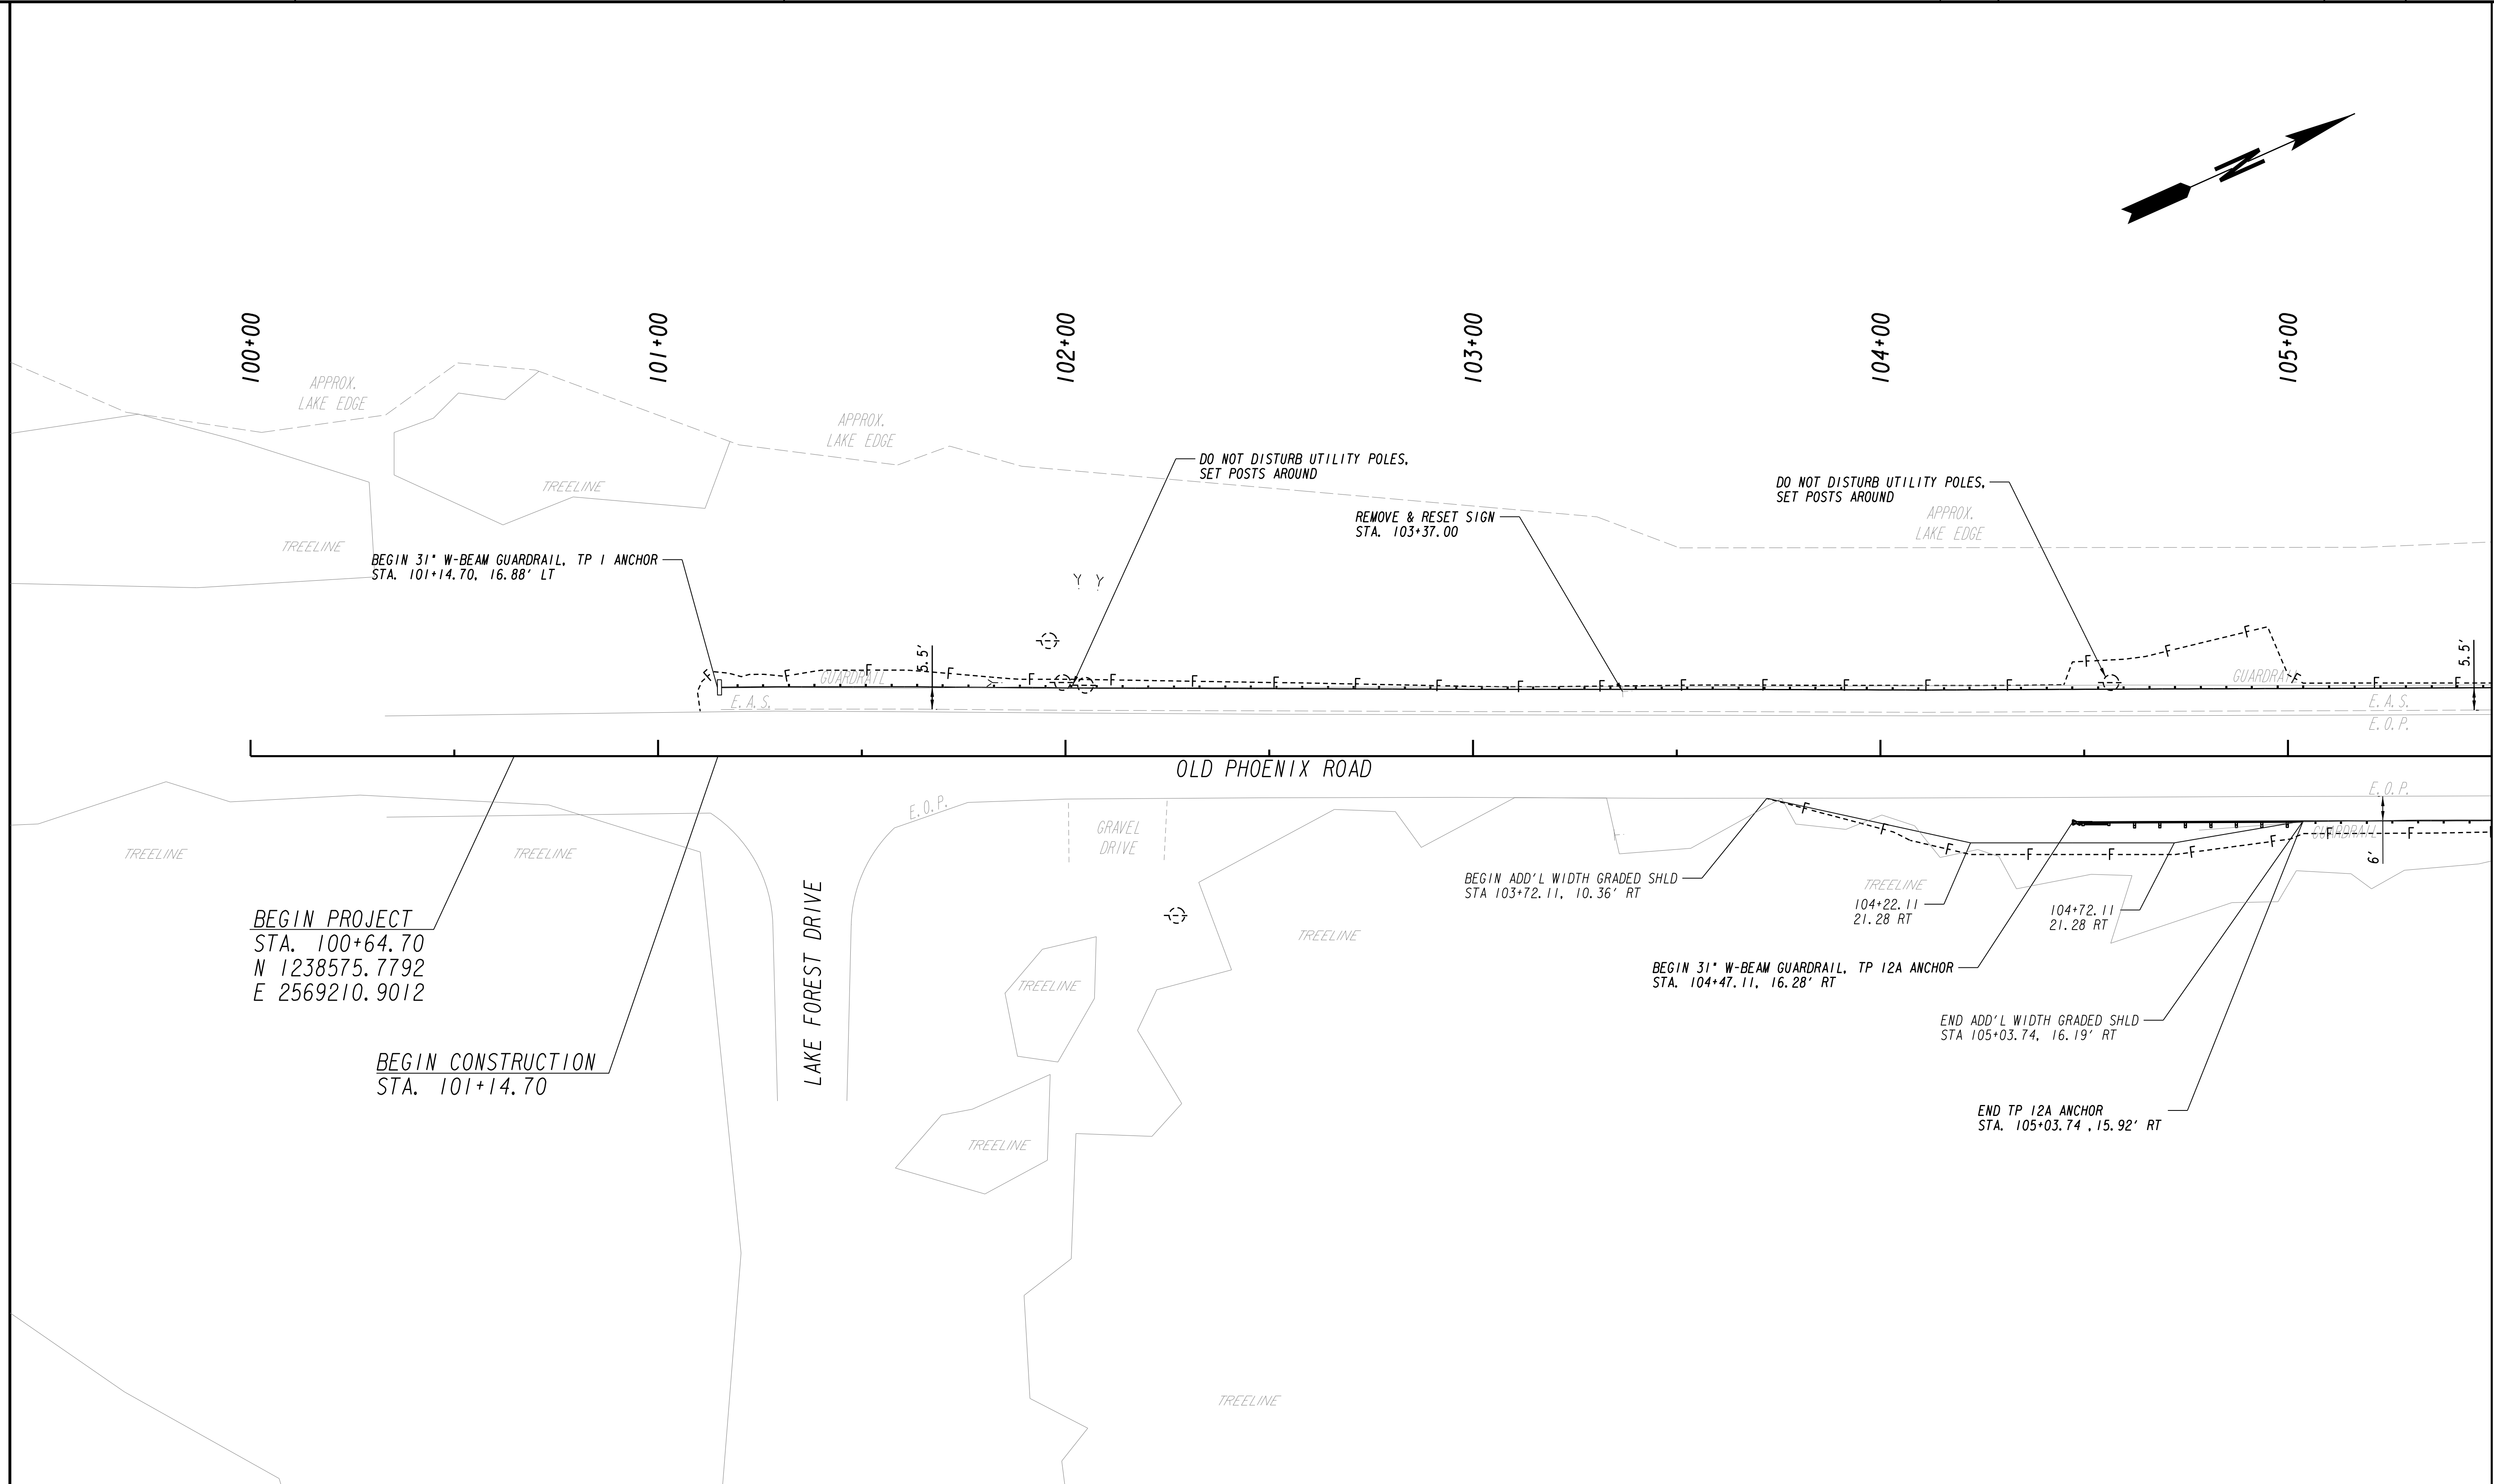 N
100+00
101+00
102+00
103+00
104+00
105+00
APPROX.
LAKE EDGE
APPROX.
LAKE EDGE
TREELINE
TREELINE
DO NOT DISTURB UTILITY POLES,
SET POSTS AROUND
DO NOT DISTURB UTILITY POLES,
SET POSTS AROUND
REMOVE & RESET SIGN
STA. 103+37.00
APPROX.
LAKE EDGE
BEGIN 31" W-BEAM GUARDRAIL, TP 1 ANCHOR
STA. 101+14.70, 16.88' LT
5.5'
5.5'
GUARDRAIL
GUARDRAIL
E.A.S.
E.A.S.
E.O.P.
OLD PHOENIX ROAD
E.O.P.
E.O.P.
GRAVEL
DRIVE
GUARDRAIL
6'
TREELINE
TREELINE
BEGIN ADD'L WIDTH GRADED SHLD
STA 103+72.11, 10.36' RT
TREELINE
104+22.11
21.28 RT
104+72.11
21.28 RT
BEGIN PROJECT
STA. 100+64.70
N 1238575.7792
E 2569210.9012
LAKE FOREST DRIVE
TREELINE
BEGIN 31" W-BEAM GUARDRAIL, TP 12A ANCHOR
STA. 104+47.11, 16.28' RT
TREELINE
END ADD'L WIDTH GRADED SHLD
STA 105+03.74, 16.19' RT
BEGIN CONSTRUCTION
STA. 101+14.70
END TP 12A ANCHOR
STA. 105+03.74 ,15.92' RT
TREELINE
TREELINE
F F F F F F F F F F F F F F F F F F F F F F F
F F F F F F F F F